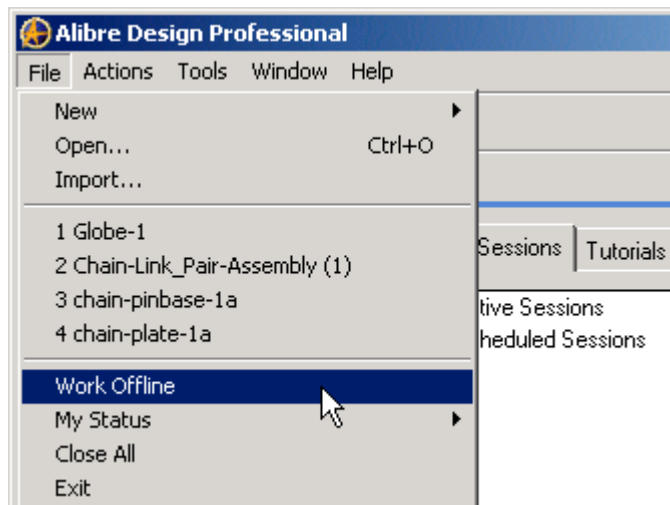 Alibre Design Professional
File Actions Tools Window Help
New
Open... Ctrl+O
Import...
1 Globe-1
2 Chain-Link_Pair-Assembly (1)
3 chain-pinbase-1a
4 chain-plate-1a
Work Offline
My Status
Close All
Exit
Sessions Tutorials
tive Sessions
heduled Sessions